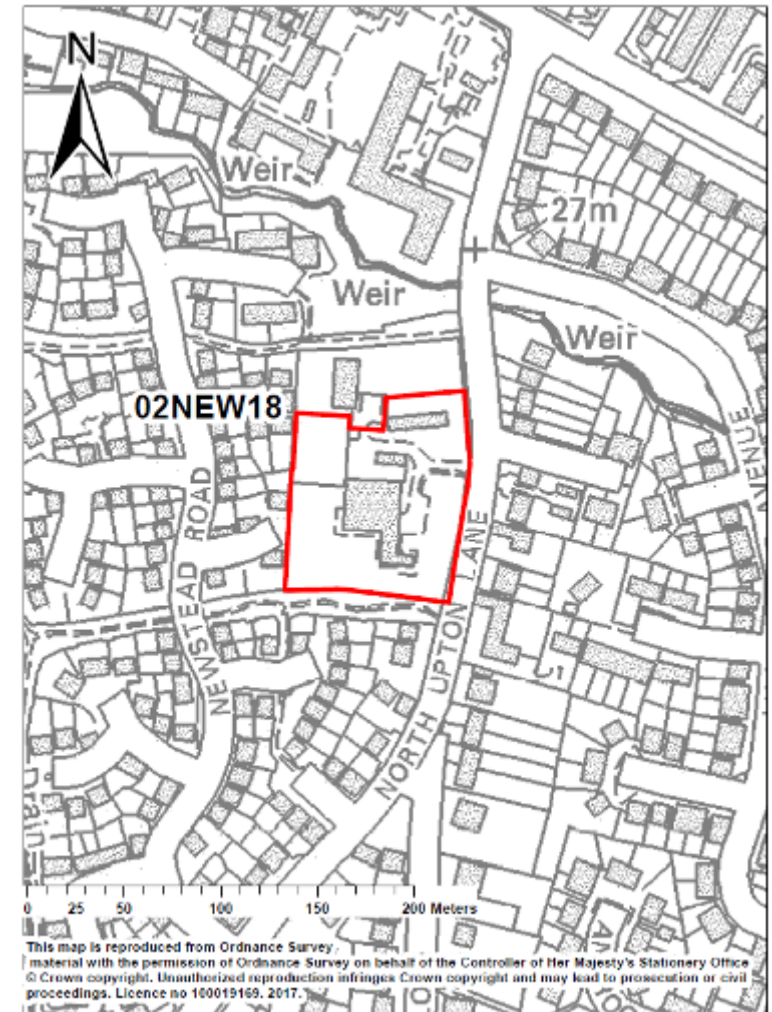 N
Weir
27m
Weir
Weir
02NEW18
NEWSTEAD ROAD
NORTH UPTON LANE
Drain
0 25 50 100 150 200 Meters
This map is reproduced from Ordnance Survey
material with the permission of Ordnance Survey on behalf of the Controller of Her Majesty's Stationery Office
© Crown copyright. Unauthorized reproduction infringes Crown copyright and may lead to prosecution or civil
proceedings. Licence no 100019169. 2017.